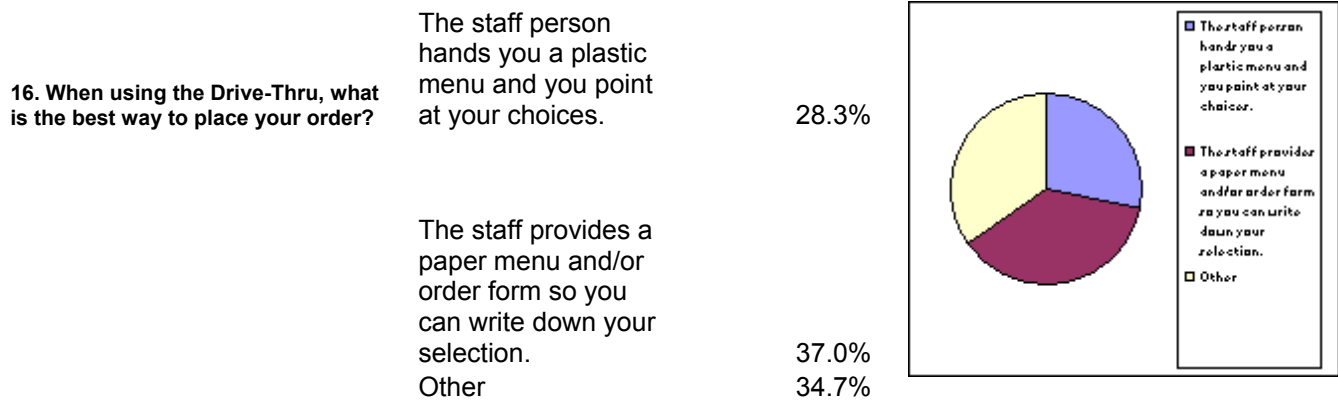 16. When using the Drive-Thru, what
is the best way to place your order?
The staff person
hands you a plastic
menu and you point
at your choices.
28.3%
The staff provides a
paper menu and/or
order form so you
can write down your
selection.
37.0%
Other
34.7%
The staff person
hands you a
plastic menu and
you point at your
choices.
The staff provides
a paper menu
and/or order form
so you can write
down your
selection.
Other